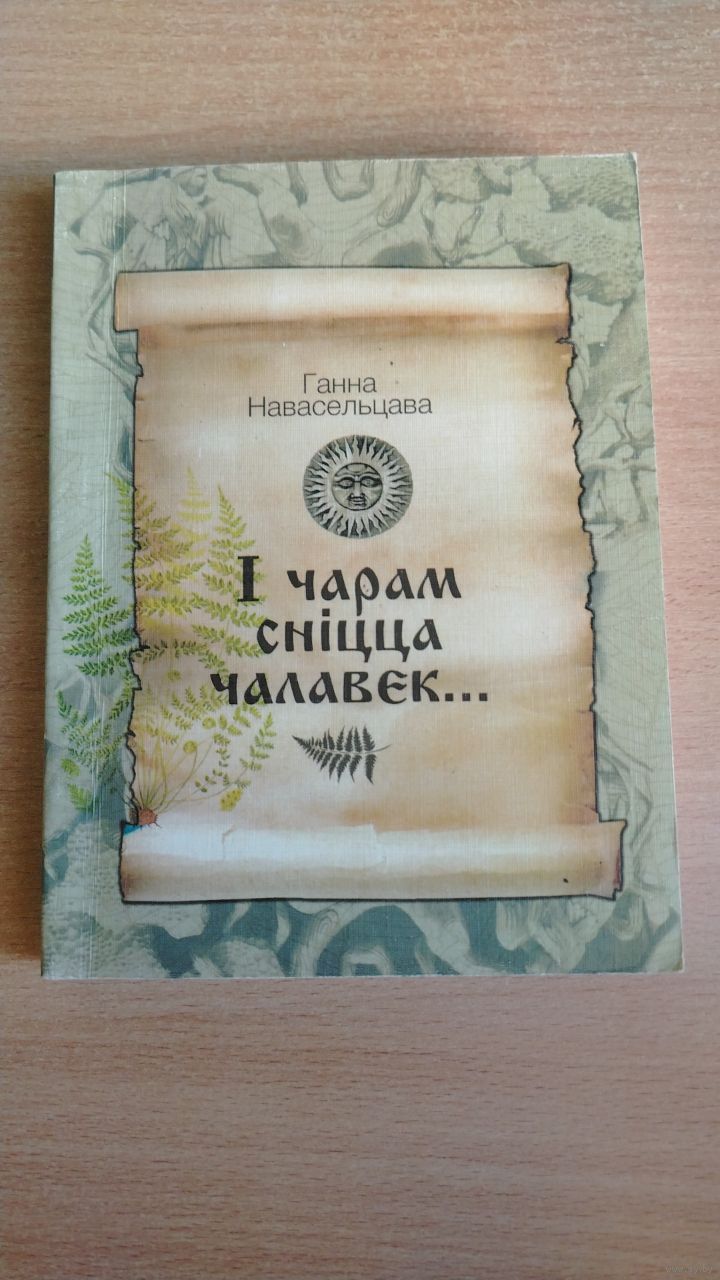 Ганна
Навасельцава
І чарам
сніцца
чалавек...